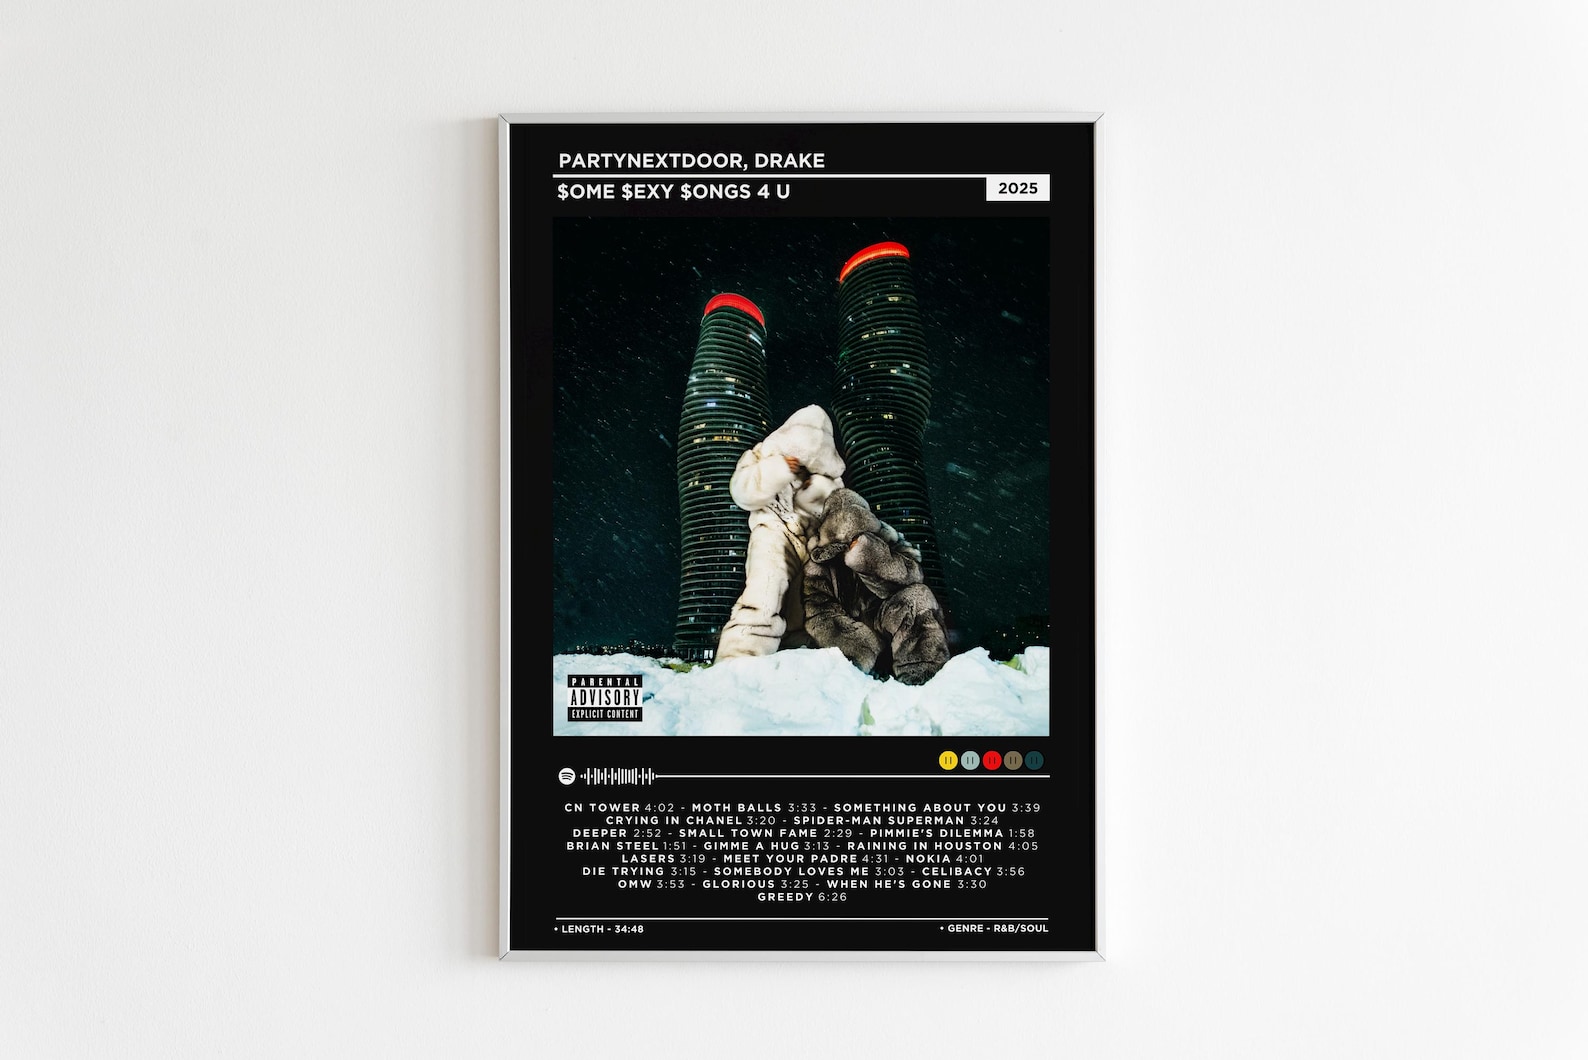 PARTYNEXTDOOR, DRAKE
$OME $EXY $ONGS 4 U
2025
PARENTAL
ADVISORY
EXPLICIT CONTENT
CN TOWER 4:02 - MOTH BALLS 3:33 - SOMETHING ABOUT YOU 3:39
CRYING IN CHANEL 3:20 - SPIDER-MAN SUPERMAN 3:24
DEEPER 2:52 - SMALL TOWN FAME 2:29 - PIMMIE'S DILEMMA 1:58
BRIAN STEEL 1:51 - GIMME A HUG 3:13 - RAINING IN HOUSTON 4:05
LASERS 3:19 - MEET YOUR PADRE 4:31 - NOKIA 4:01
DIE TRYING 3:15 - SOMEBODY LOVES ME 3:03 - CELIBACY 3:56
OMW 3:53 - GLORIOUS 3:25 - WHEN HE'S GONE 3:30
GREEDY 6:26
• LENGTH - 34:48
• GENRE - R&B/SOUL